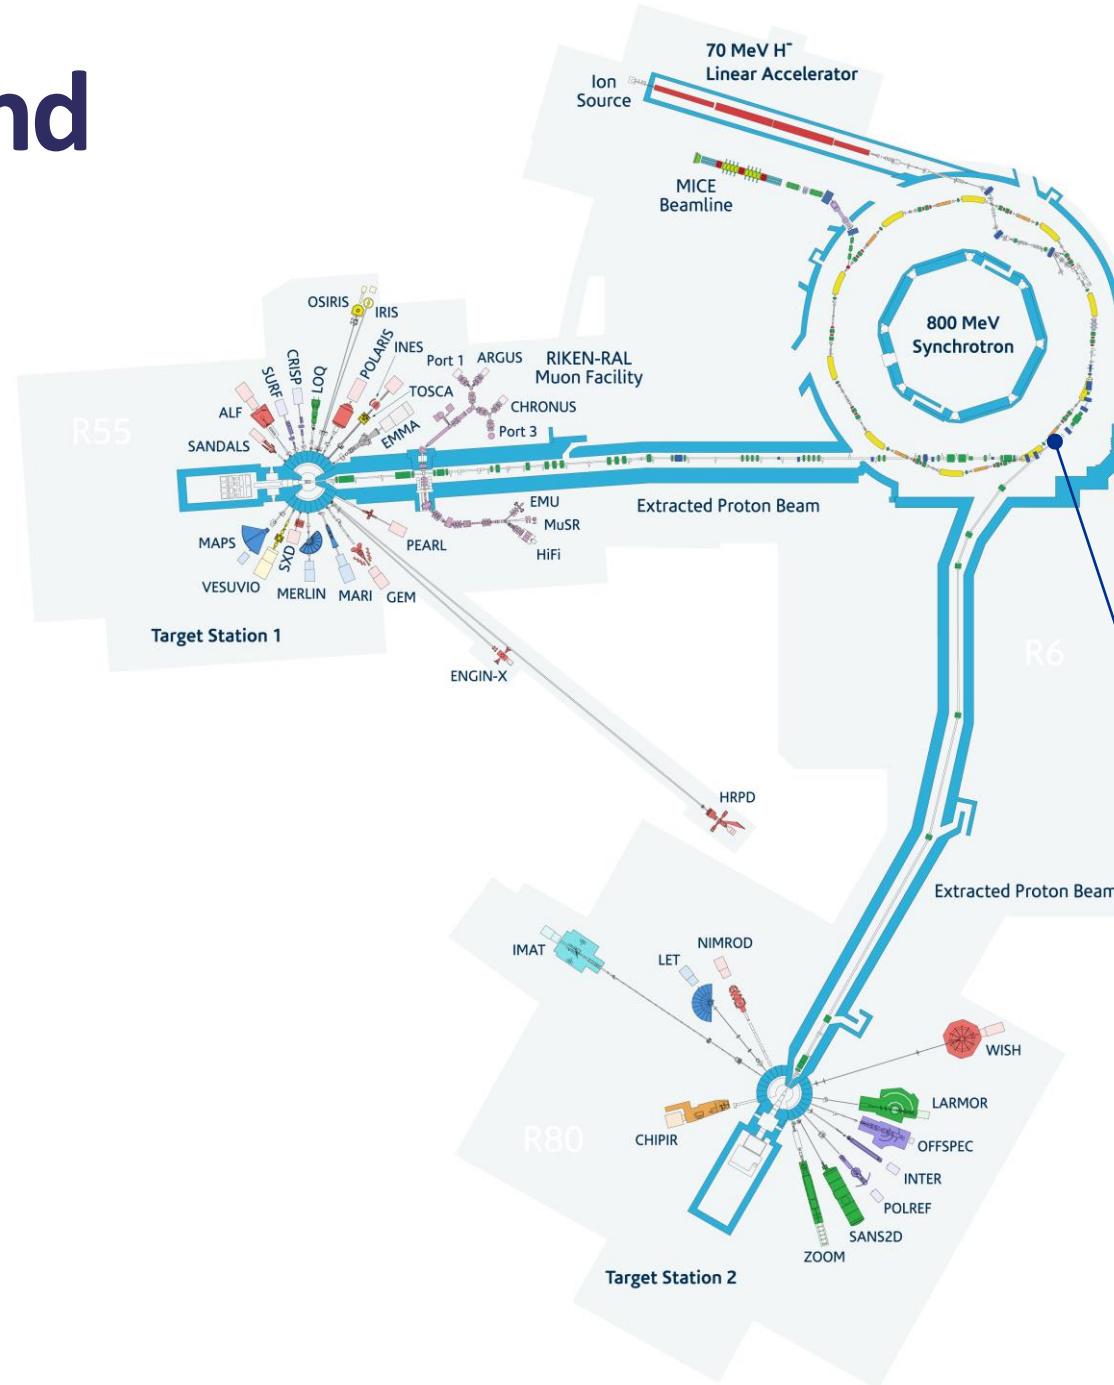 nd
70 MeV H⁻
Linear Accelerator
Ion
Source
MICE
Beamline
800 MeV
Synchrotron
OSIRIS
IRIS
POLARIS
INES
CRISP
SURF
LOQ
TOSCA
EMMA
ALF
SANDALS
Port 1
ARGUS
RIKEN-RAL
Muon Facility
CHRONUS
Port 3
R55
Extracted Proton Beam
EMU
MuSR
HiFi
PEARL
MAPS
VESUVIO
SXD
MERLIN
MARI
GEM
Target Station 1
ENGIN-X
R6
HRPD
Extracted Proton Beam
IMAT
LET
NIMROD
WISH
LARMOR
OFFSPEC
INTER
POLREF
SANS2D
ZOOM
CHIPIR
R80
Target Station 2